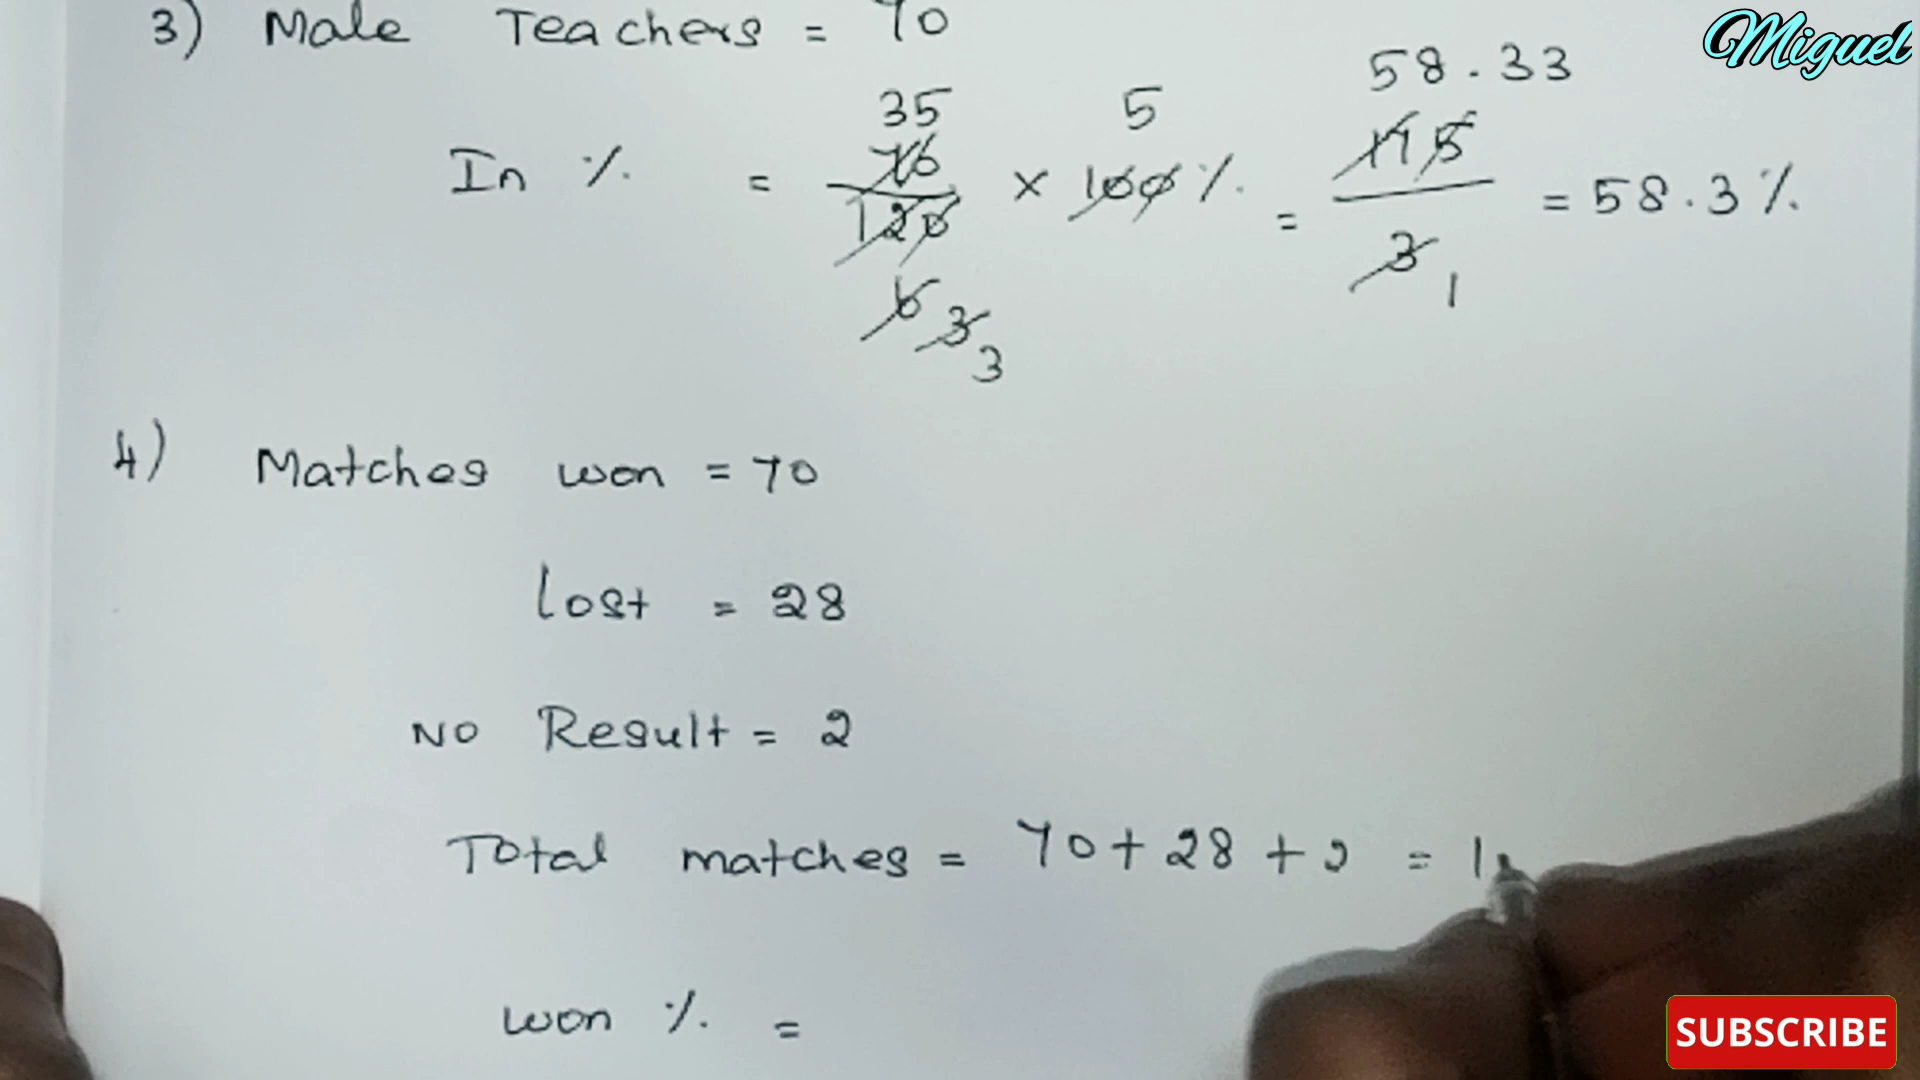 Miguel
3) Male Teachers = 70
In % = 70/120 × 100 % = 175/3 = 58.3 %
35 5 58.33
6 3 3 1
4) Matches won = 70
Lost = 28
No Result = 2
Total matches = 70 + 28 + 2 = 1
won % =
SUBSCRIBE